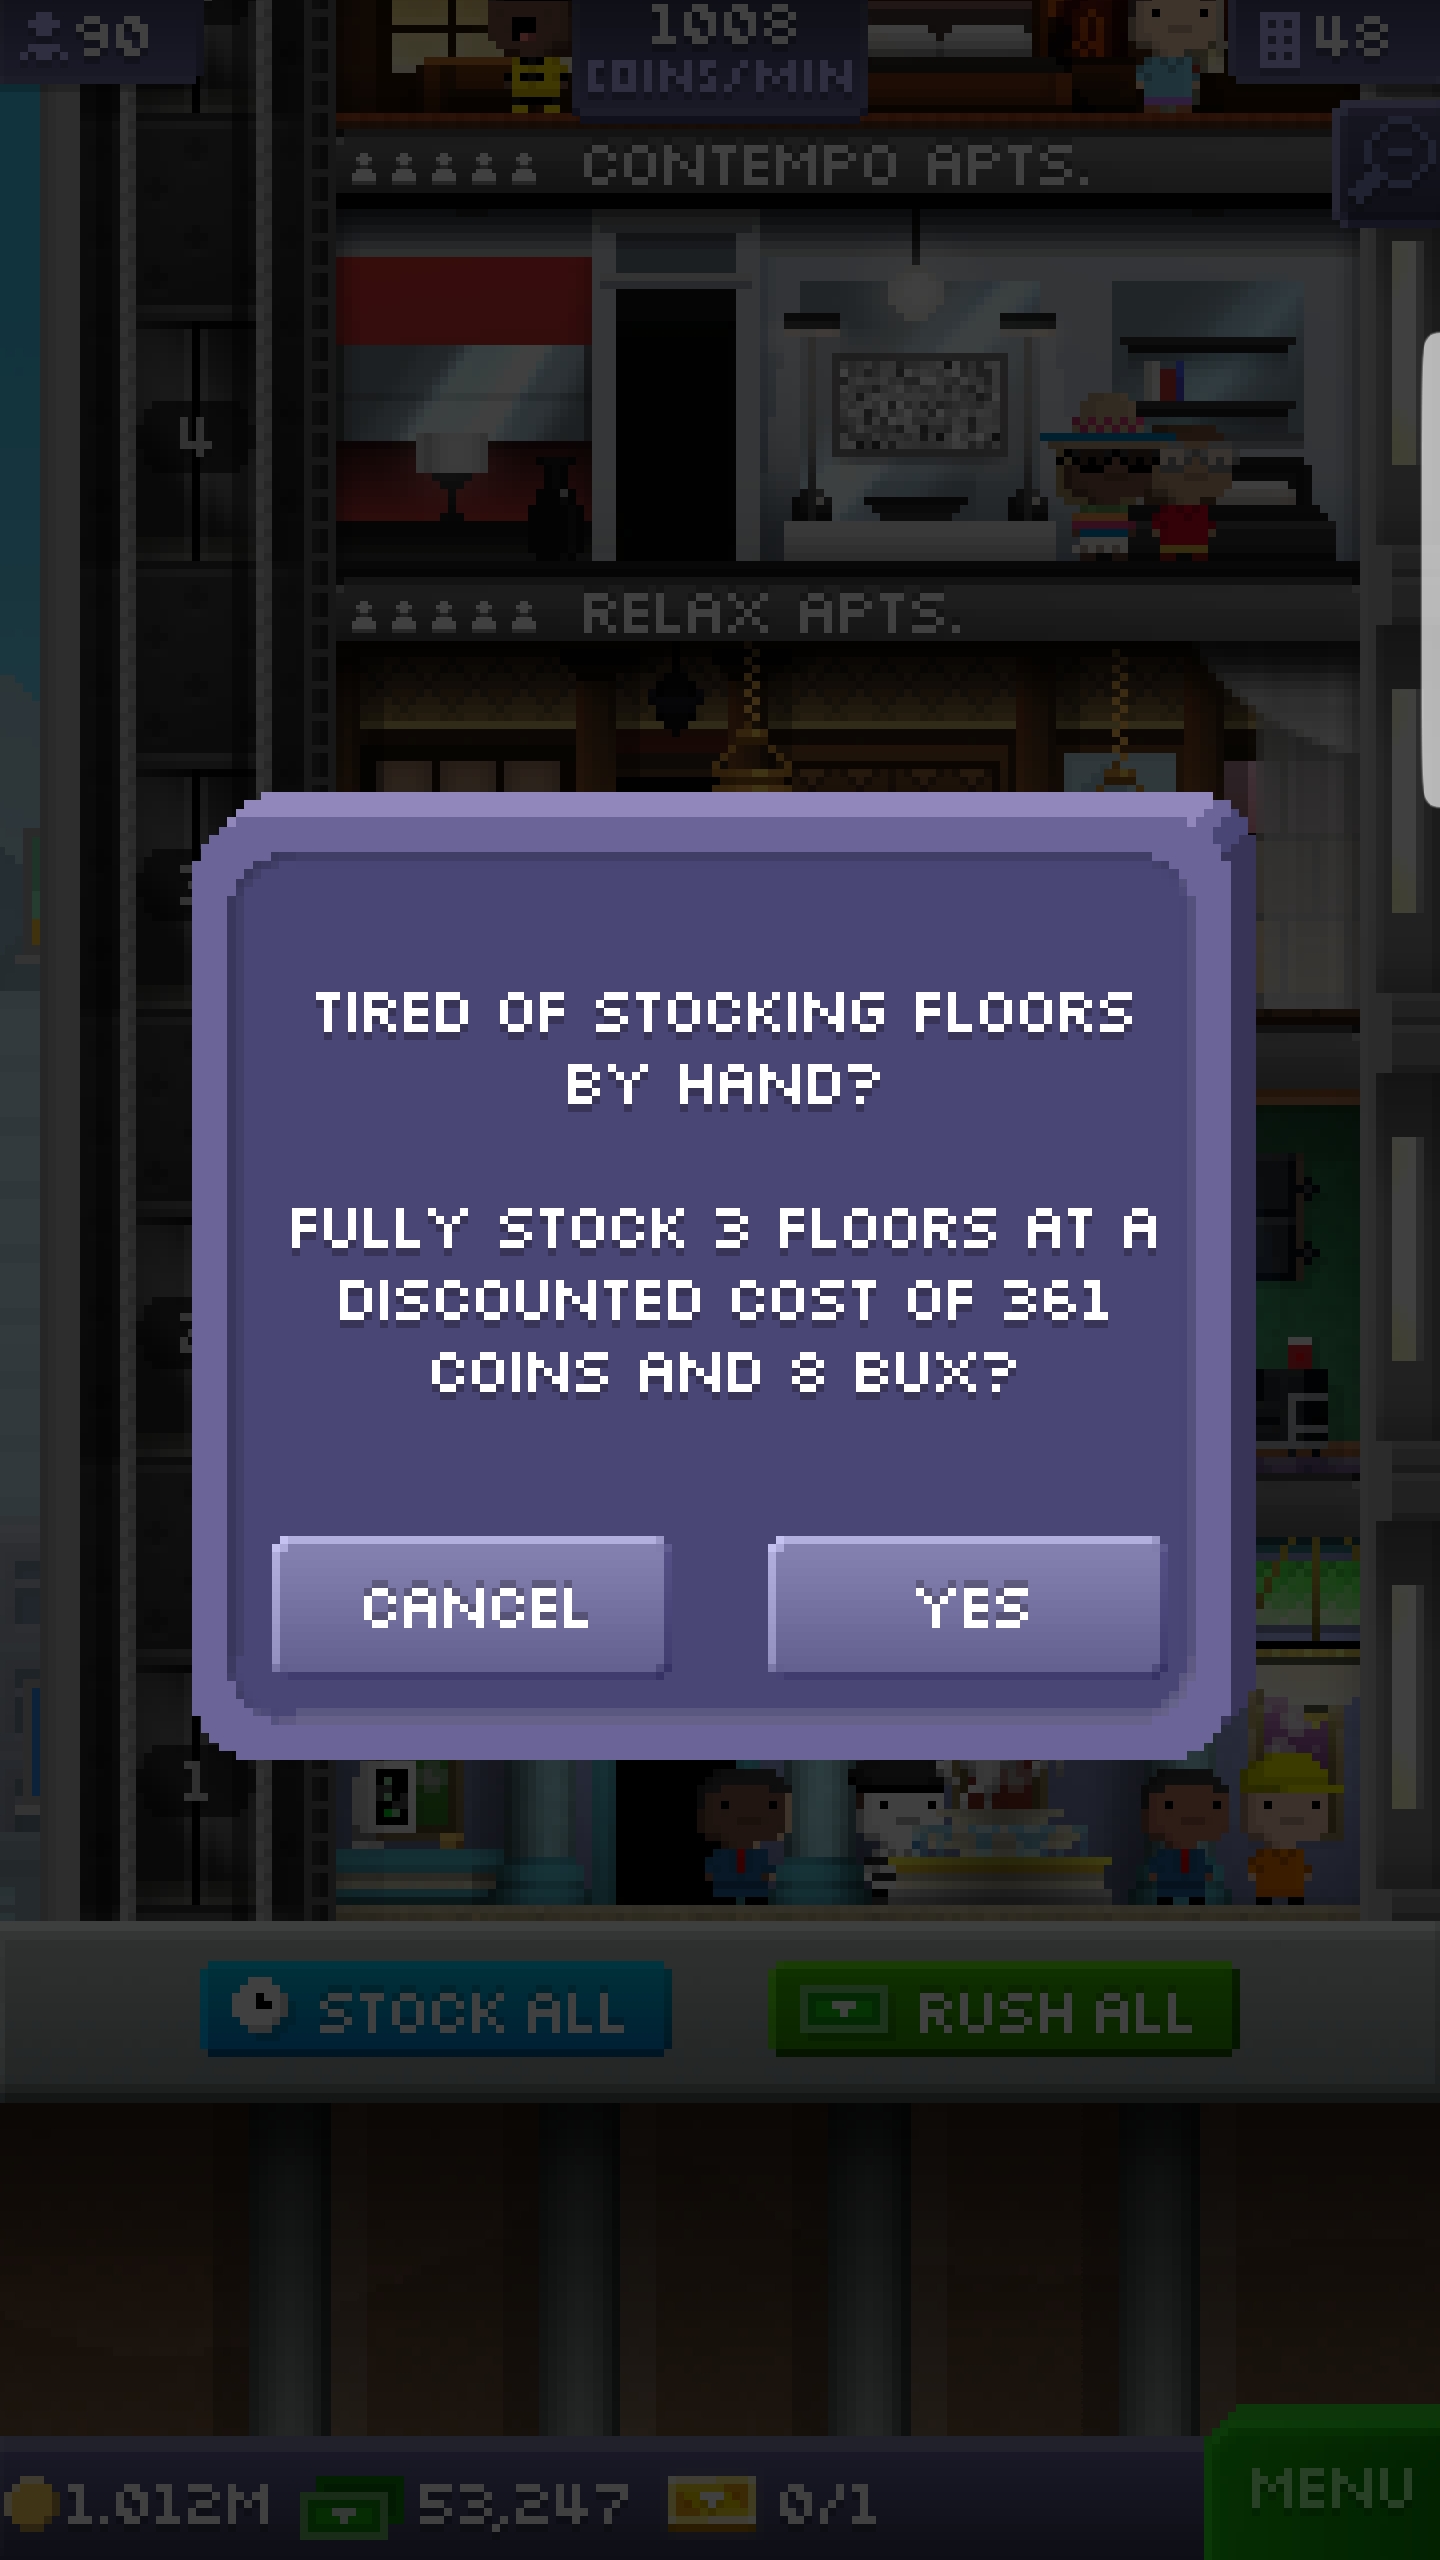 90
1008
COINS/MIN
48
CONTEMPO APTS.
4
RELAX APTS.
TIRED OF STOCKING FLOORS
BY HAND?
FULLY STOCK 3 FLOORS AT A
DISCOUNTED COST OF 361
COINS AND 8 BUX?
CANCEL
YES
1
STOCK ALL
RUSH ALL
1.012M
53,247
0/1
MENU